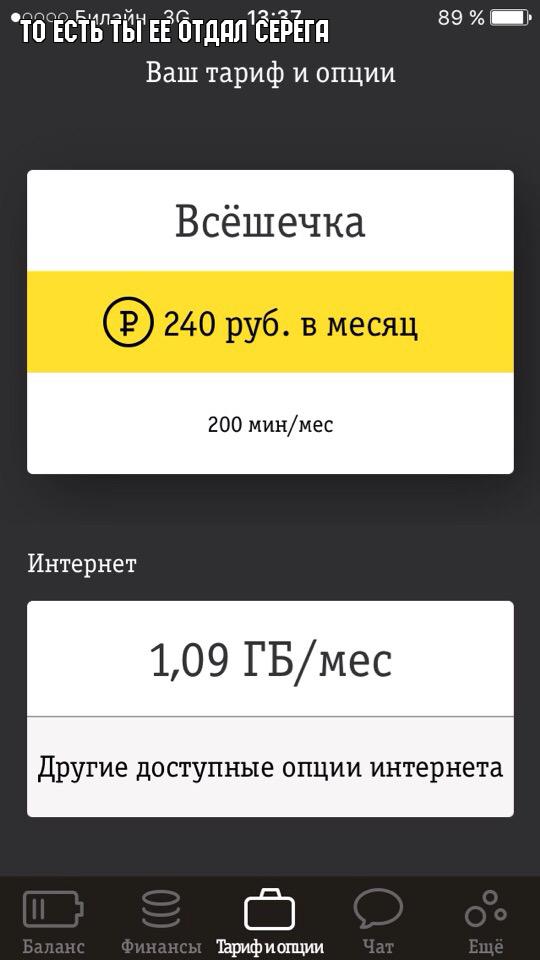 Билайн 3G 13:37 89 %
ТО ЕСТЬ ТЫ ЕЕ ОТДАЛ СЕРЕГА
Ваш тариф и опции
Всёшечка
₽ 240 руб. в месяц
200 мин/мес
Интернет
1,09 ГБ/мес
Другие доступные опции интернета
Баланс Финансы Тариф и опции Чат Ещё